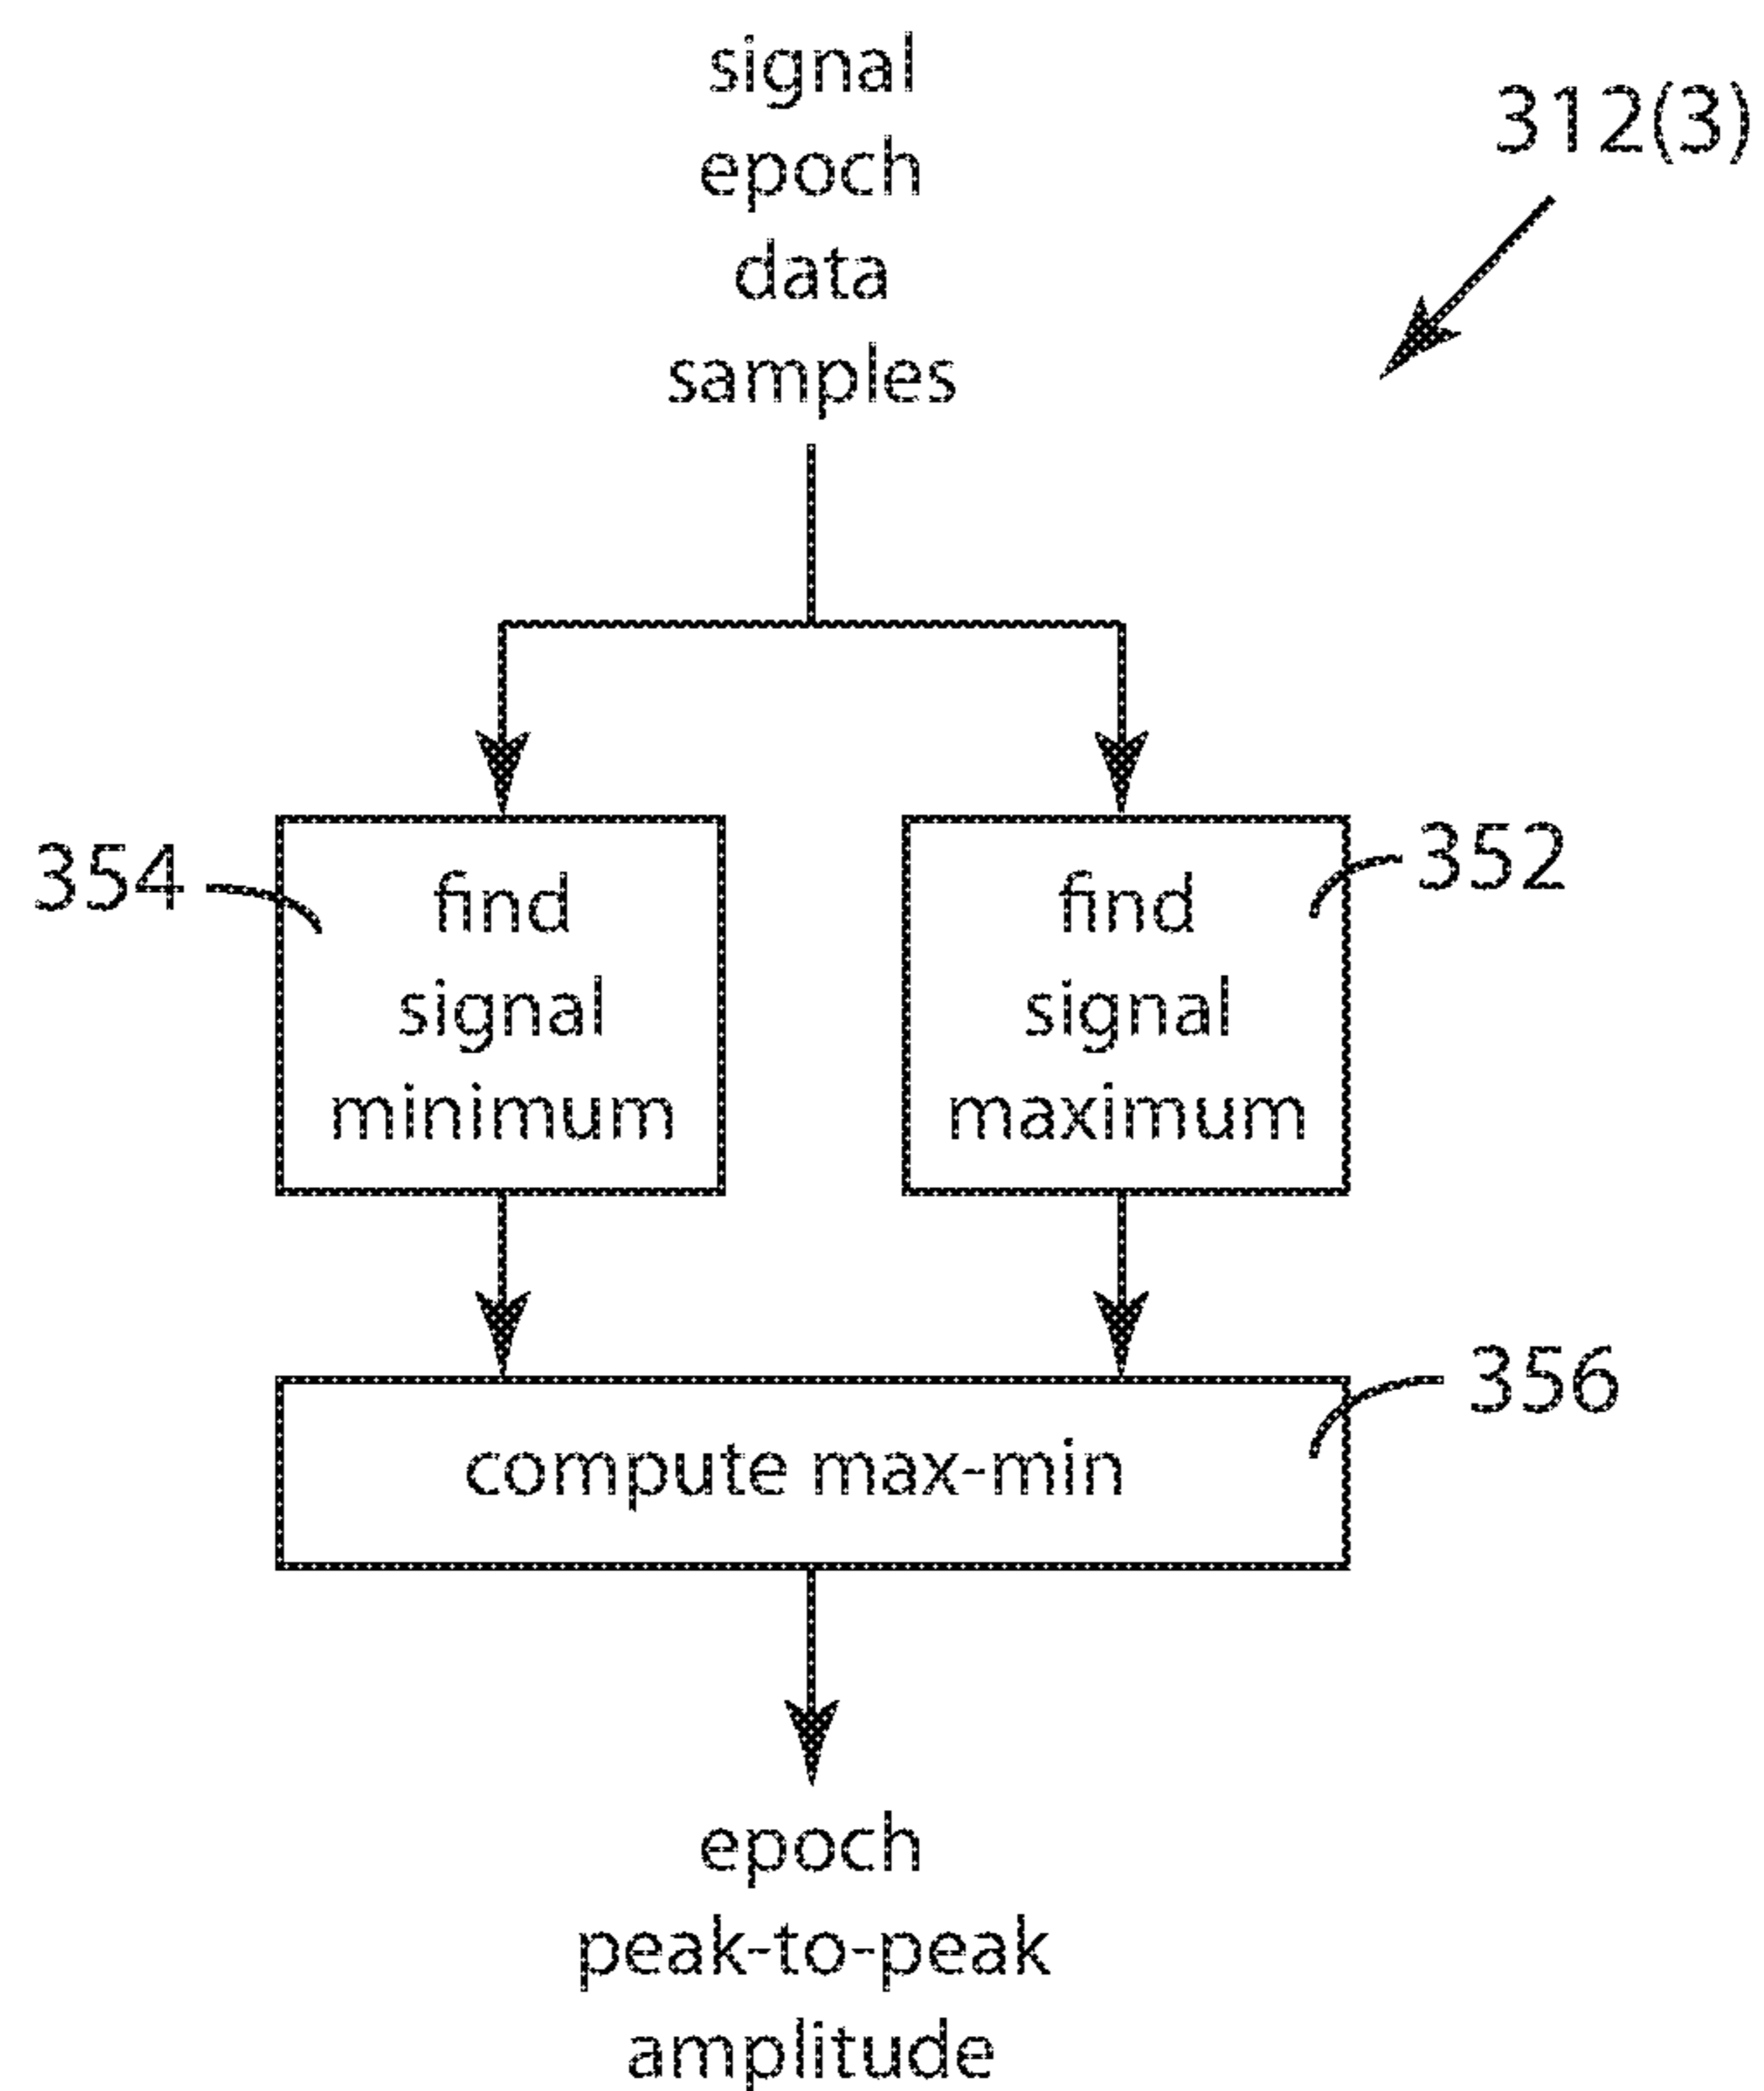 signal
epoch
data
samples
312(3)
354
find
signal
minimum
find
signal
maximum
352
compute max-min
356
epoch
peak-to-peak
amplitude